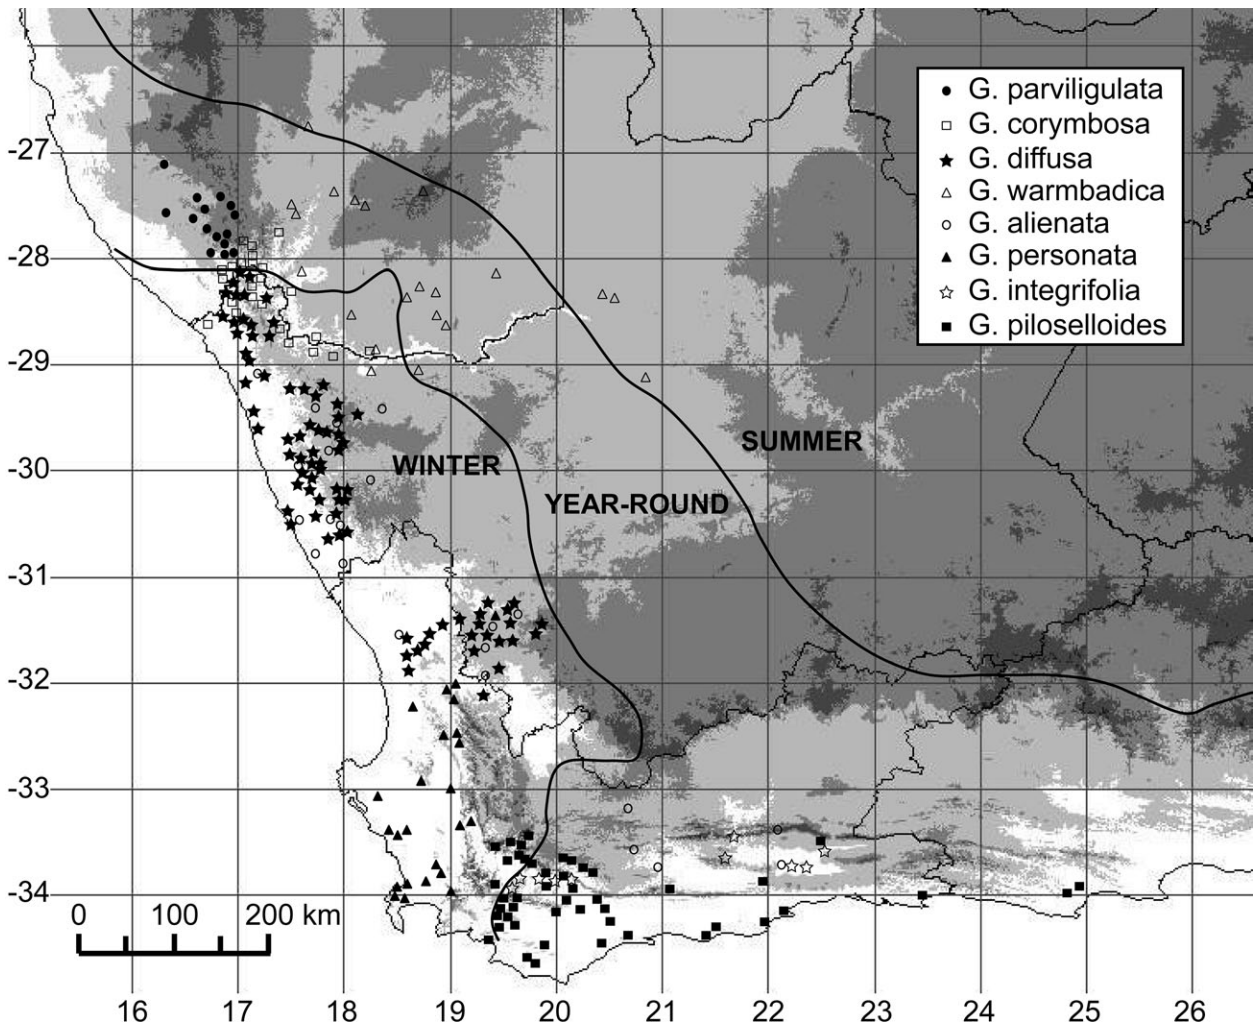 G. parviligulata
G. corymbosa
G. diffusa
G. warmbadica
G. alienata
G. personata
G. integrifolia
G. piloselloides
-27
-28
-29
-30
-31
-32
-33
-34
SUMMER
WINTER
YEAR-ROUND
0 100 200 km
16 17 18 19 20 21 22 23 24 25 26